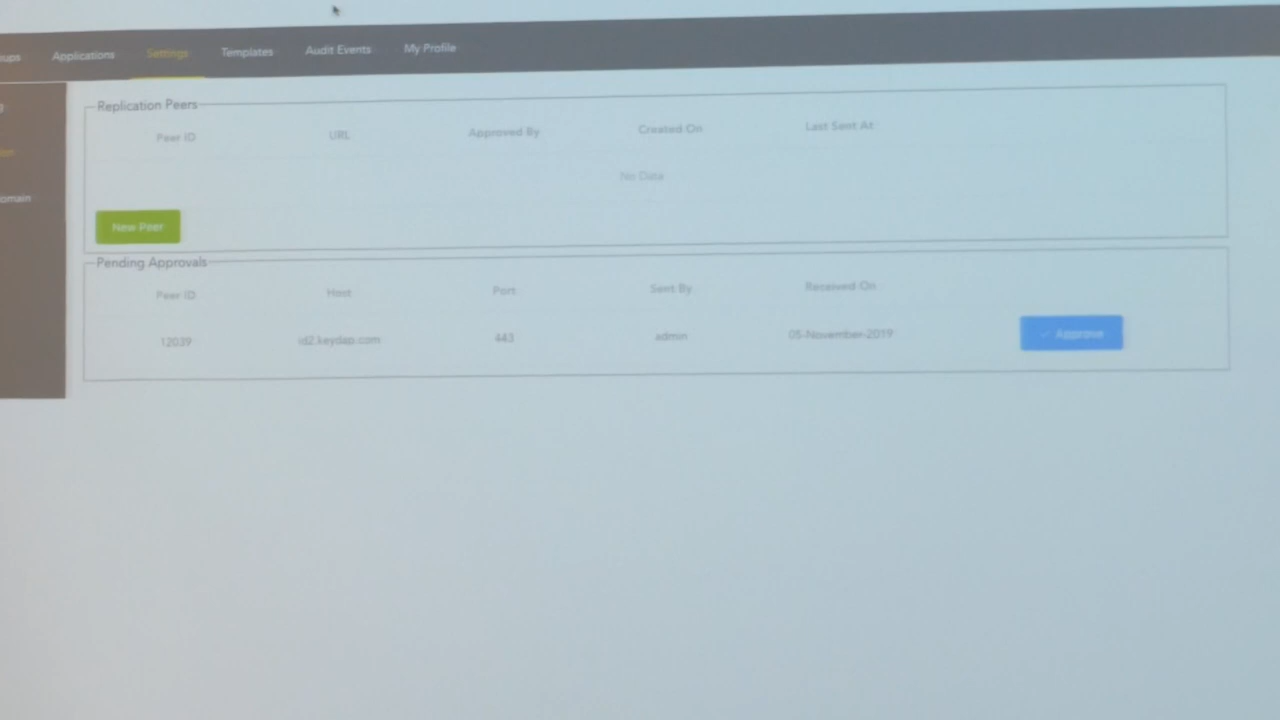 ups Applications Settings Templates Audit Events My Profile
Replication Peers
Peer ID URL Approved By Created On Last Sent At
No Data
omain
New Peer
Pending Approvals
Peer ID Host Port Sent By Received On
12039 id2.keydap.com 443 admin 05-November-2019 ✓ Approve